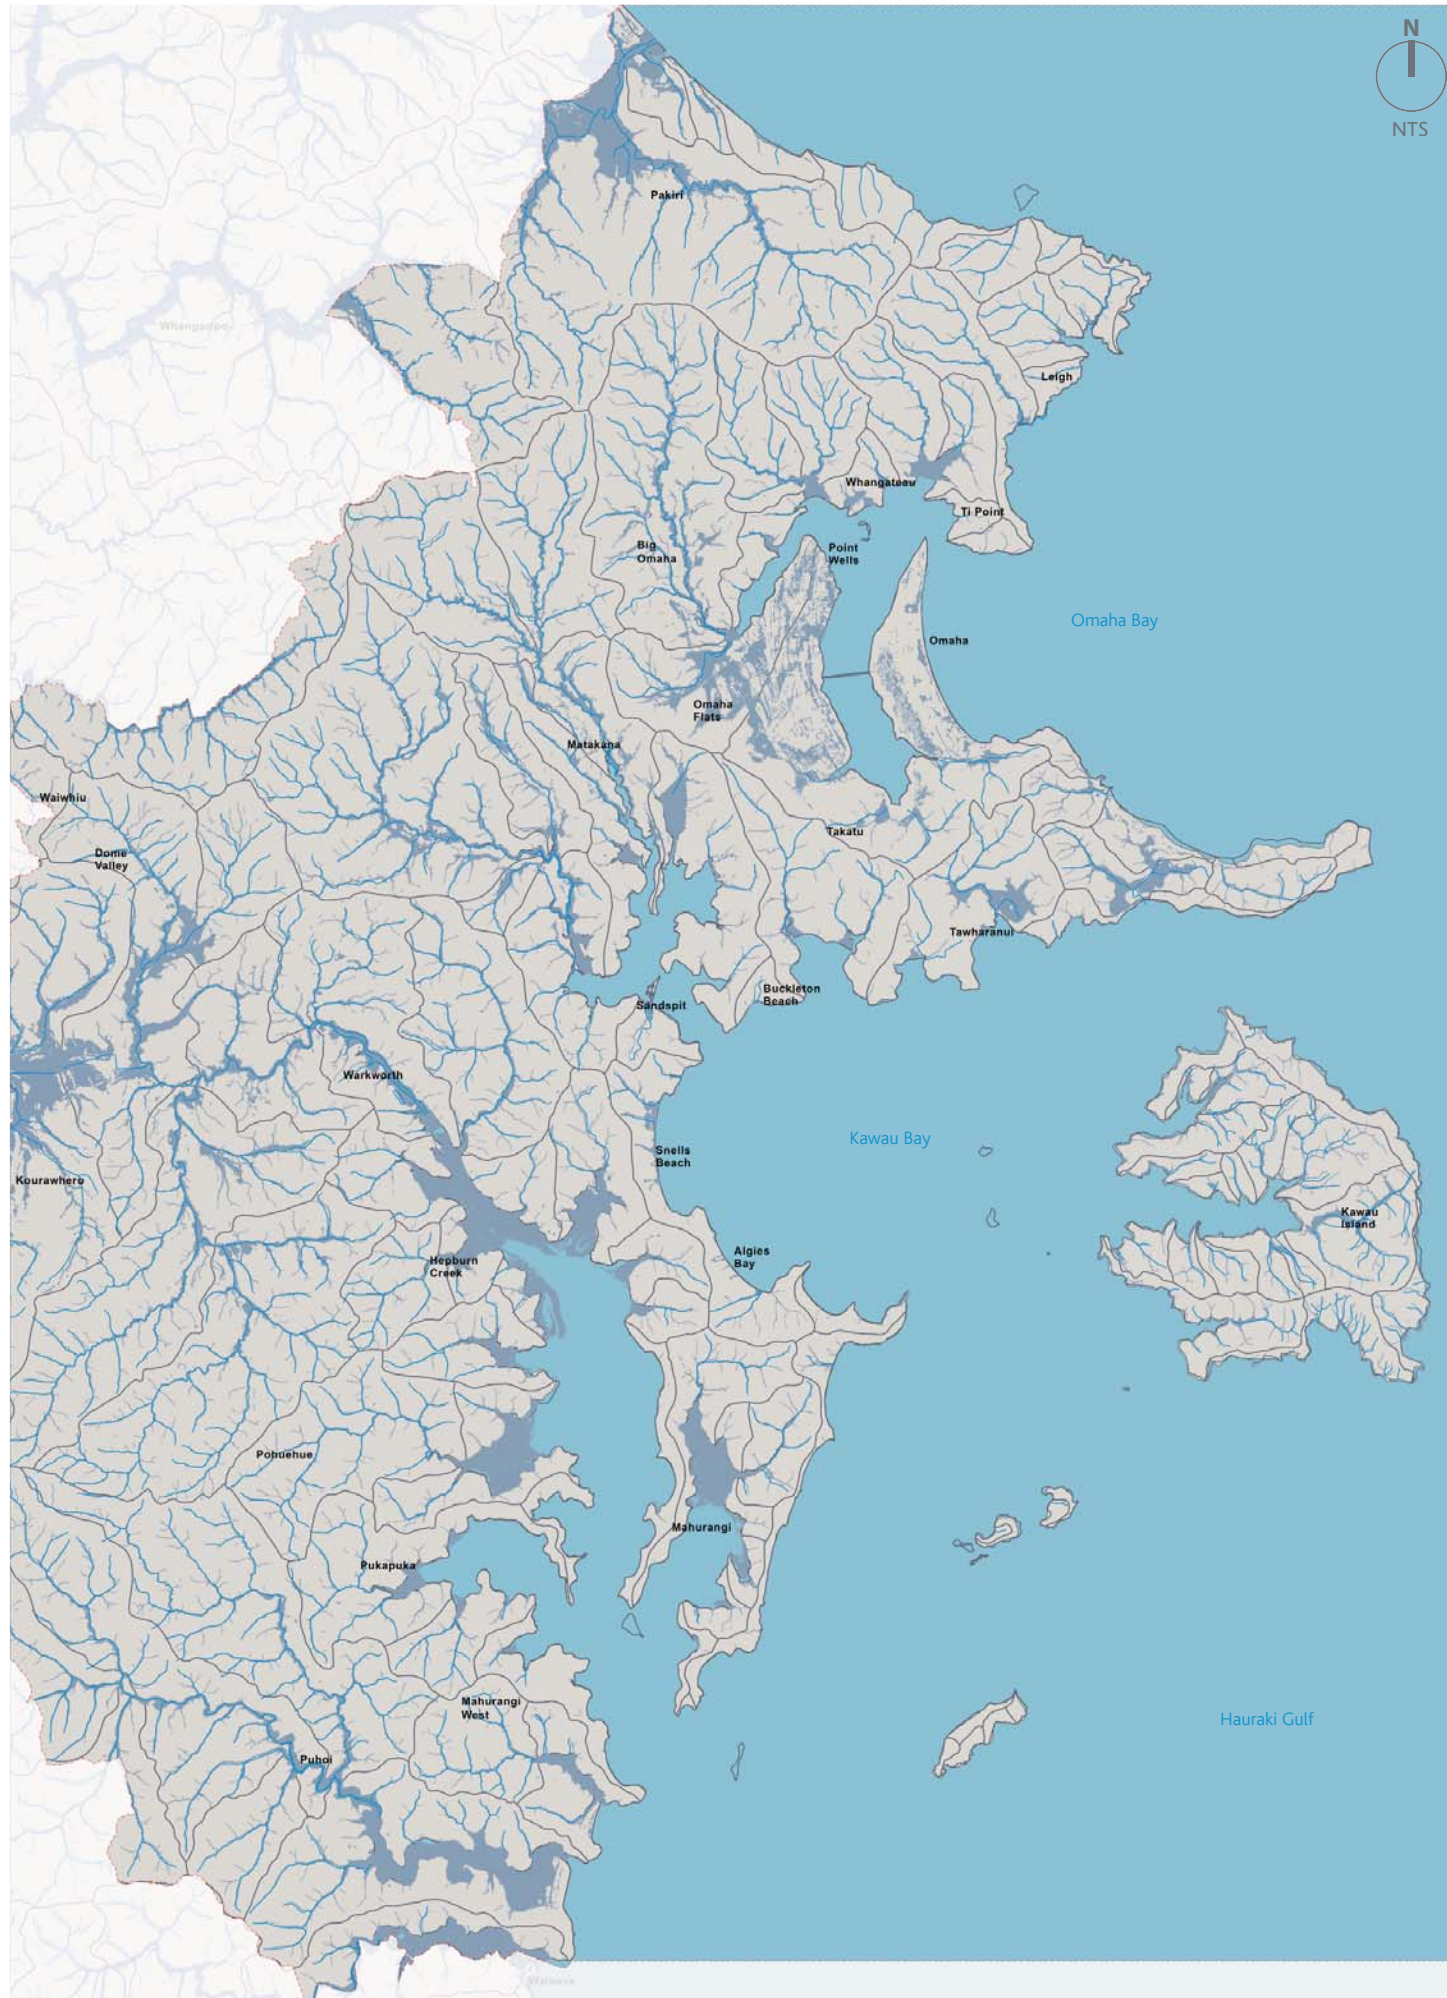 N
NTS
Pakiri
Whangaripo
Leigh
Whangateau
Ti Point
Big
Omaha
Point
Wells
Omaha Bay
Omaha
Omaha
Flats
Matakana
Waiwhiu
Takatu
Dome
Valley
Tawharanui
Buckleton
Beach
Sandspit
Warkworth
Kawau Bay
Snells
Beach
Kourawhero
Kawau
Island
Algies
Bay
Hepburn
Creek
Pohuehue
Mahurangi
Pukapuka
Mahurangi
West
Hauraki Gulf
Puhoi
Waiwera